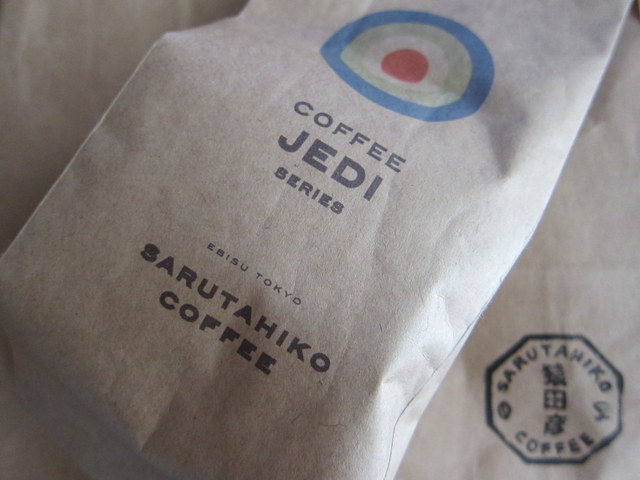 COFFEE
JEDI
SERIES
EBISU TOKYO
SARUTAHIKO
COFFEE
SARUTAHIKO
猿
田
彦
COFFEE